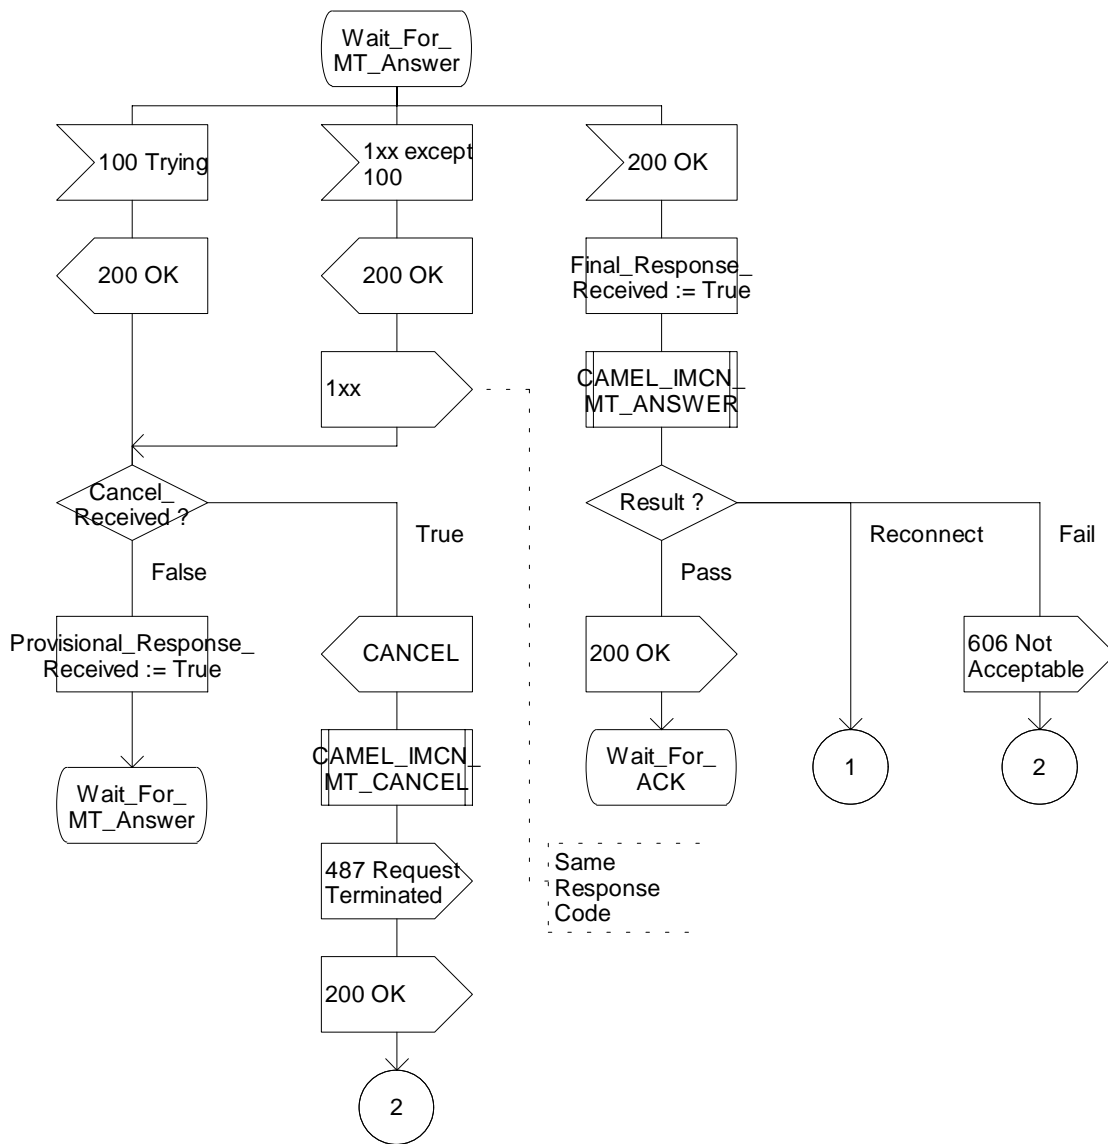 Wait_For_
MT_Answer
100 Trying
1xx except
100
200 OK
200 OK
200 OK
Final_Response_
Received := True
1xx
CAMEL_IMCN_
MT_ANSWER
Cancel_
Received ?
Result ?
True
Reconnect
Fail
False
Pass
Provisional_Response_
Received := True
CANCEL
200 OK
606 Not
Acceptable
CAMEL_IMCN_
MT_CANCEL
Wait_For_
ACK
1
2
Wait_For_
MT_Answer
487 Request
Terminated
Same
Response
Code
200 OK
2